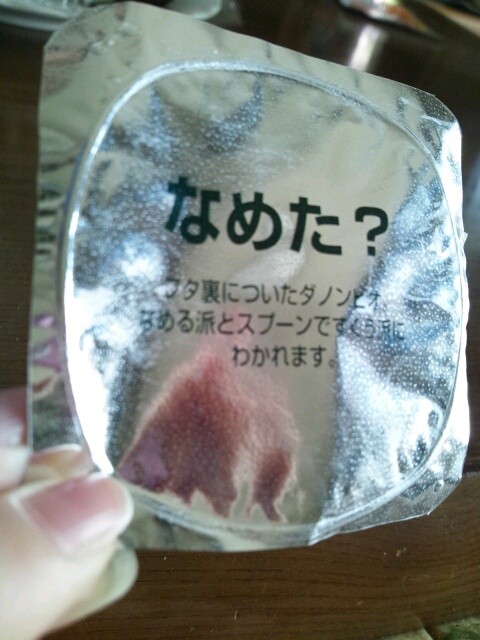 なめた？
フタ裏についたダノンビオ、
なめる派とスプーンですくう派に
わかれます。